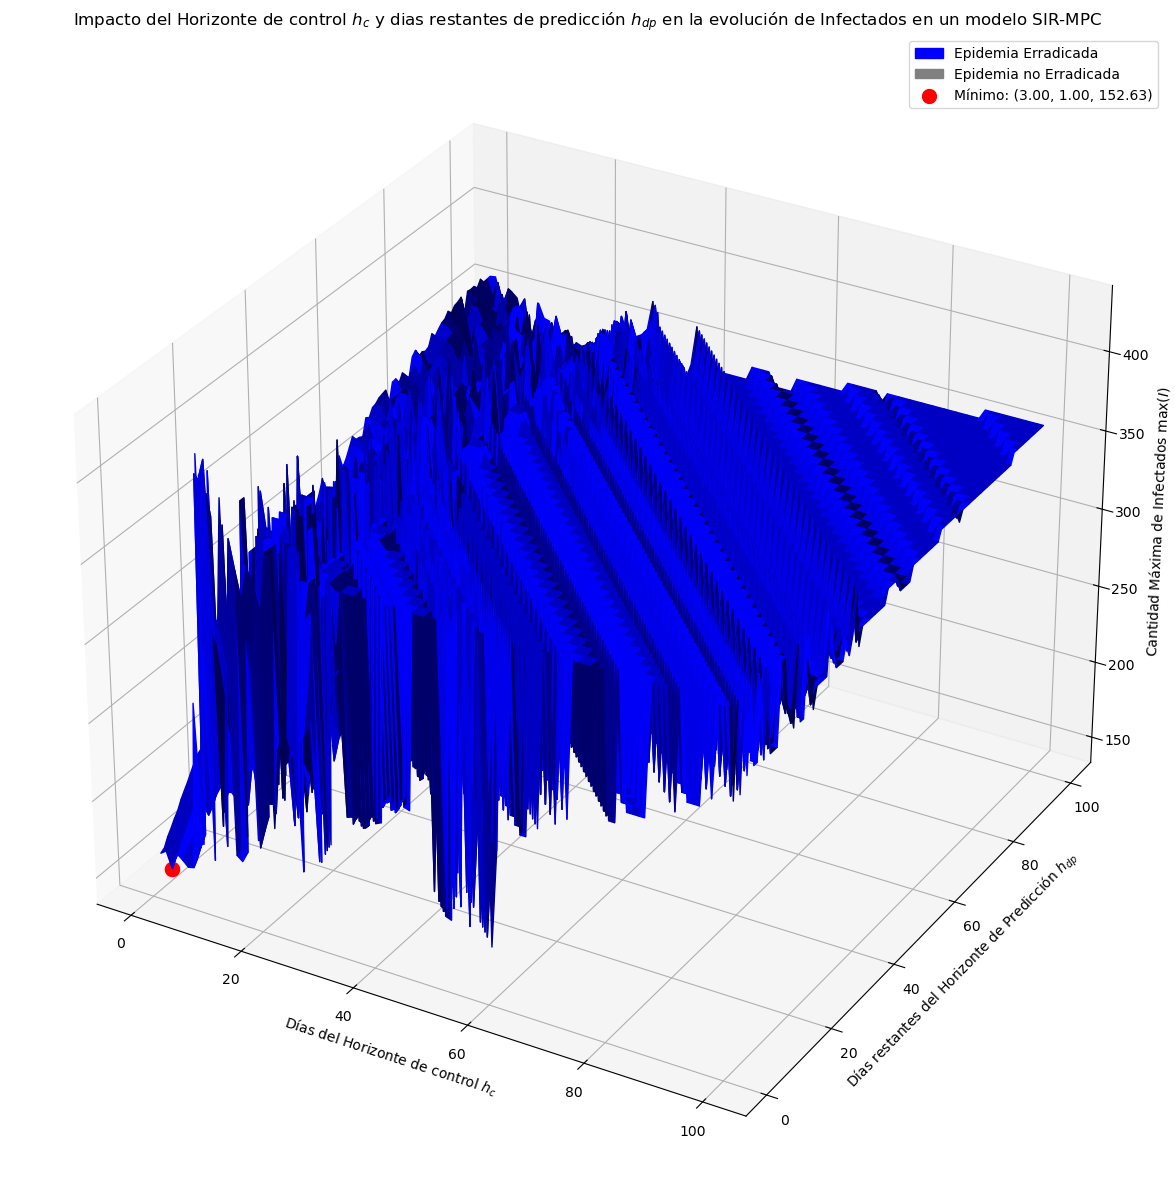 Impacto del Horizonte de control $h_c$ y dias restantes de predicción $h_{dp}$ en la evolución de Infectados en un modelo SIR-MPC
Epidemia Erradicada
Epidemia no Erradicada
Mínimo: (3.00, 1.00, 152.63)
400
350
300
250
200
150
Cantidad Máxima de Infectados max(I)
100
80
60
40
20
0
Días restantes del Horizonte de Predicción $h_{dp}$
0
20
40
60
80
100
Días del Horizonte de control $h_c$